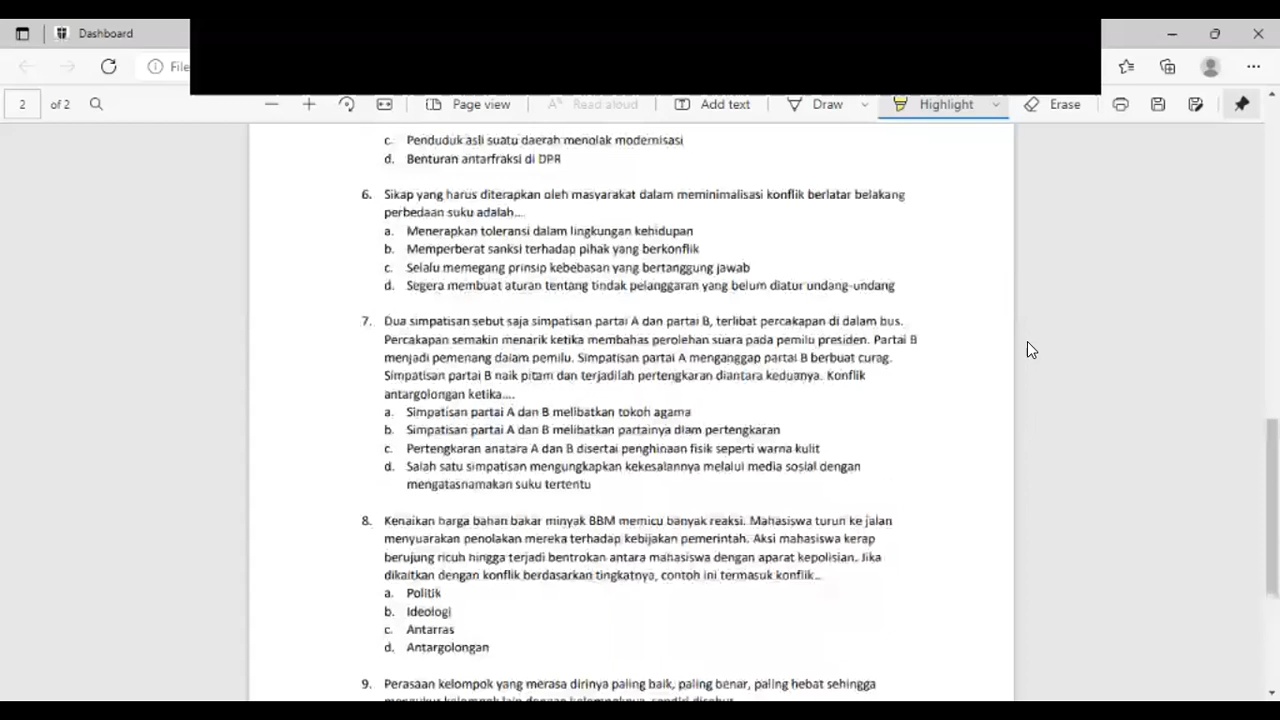 Dashboard
File
2 of 2 Page view Read aloud Add text Draw Highlight Erase
c. Penduduk asli suatu daerah menolak modernisasi
d. Benturan antarfraksi di DPR
6. Sikap yang harus diterapkan oleh masyarakat dalam meminimalisasi konflik berlatar belakang
perbedaan suku adalah....
a. Menerapkan toleransi dalam lingkungan kehidupan
b. Memperberat sanksi terhadap pihak yang berkonflik
c. Selalu memegang prinsip kebebasan yang bertanggung jawab
d. Segera membuat aturan tentang tindak pelanggaran yang belum diatur undang-undang
7. Dua simpatisan sebut saja simpatisan partai A dan partai B, terlibat percakapan di dalam bus.
Percakapan semakin menarik ketika membahas perolehan suara pada pemilu presiden. Partai B
menjadi pemenang dalam pemilu. Simpatisan partai A menganggap partai B berbuat curag.
Simpatisan partai B naik pitam dan terjadilah pertengkaran diantara keduanya. Konflik
antargolongan ketika....
a. Simpatisan partai A dan B melibatkan tokoh agama
b. Simpatisan partai A dan B melibatkan partainya dlam pertengkaran
c. Pertengkaran anatara A dan B disertai penghinaan fisik seperti warna kulit
d. Salah satu simpatisan mengungkapkan kekesalannya melalui media sosial dengan
mengatasnamakan suku tertentu
8. Kenaikan harga bahan bakar minyak BBM memicu banyak reaksi. Mahasiswa turun ke jalan
menyuarakan penolakan mereka terhadap kebijakan pemerintah. Aksi mahasiswa kerap
berujung ricuh hingga terjadi bentrokan antara mahasiswa dengan aparat kepolisian. Jika
dikaitkan dengan konflik berdasarkan tingkatnya, contoh ini termasuk konflik...
a. Politik
b. Ideologi
c. Antarras
d. Antargolongan
9. Perasaan kelompok yang merasa dirinya paling baik, paling benar, paling hebat sehingga